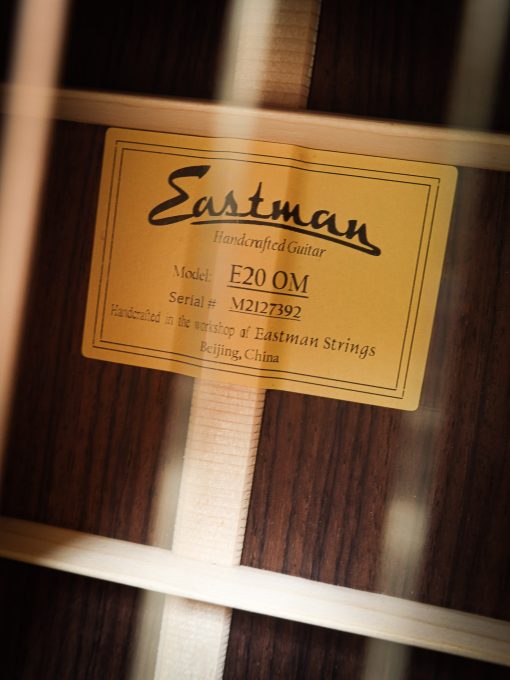 Eastman
Handcrafted Guitar
Model: E20 OM
Serial # M2127392
Handcrafted in the workshop of Eastman Strings
Beijing, China